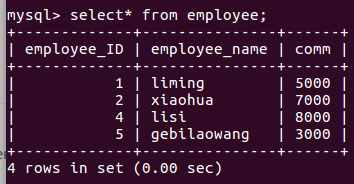 mysql> select* from employee;
+-------------+---------------+------+
| employee_ID | employee_name | comm |
+-------------+---------------+------+
|           1 | liming        | 5000 |
|           2 | xiaohua       | 7000 |
|           4 | lisi          | 8000 |
|           5 | gebilaowang   | 3000 |
+-------------+---------------+------+
4 rows in set (0.00 sec)